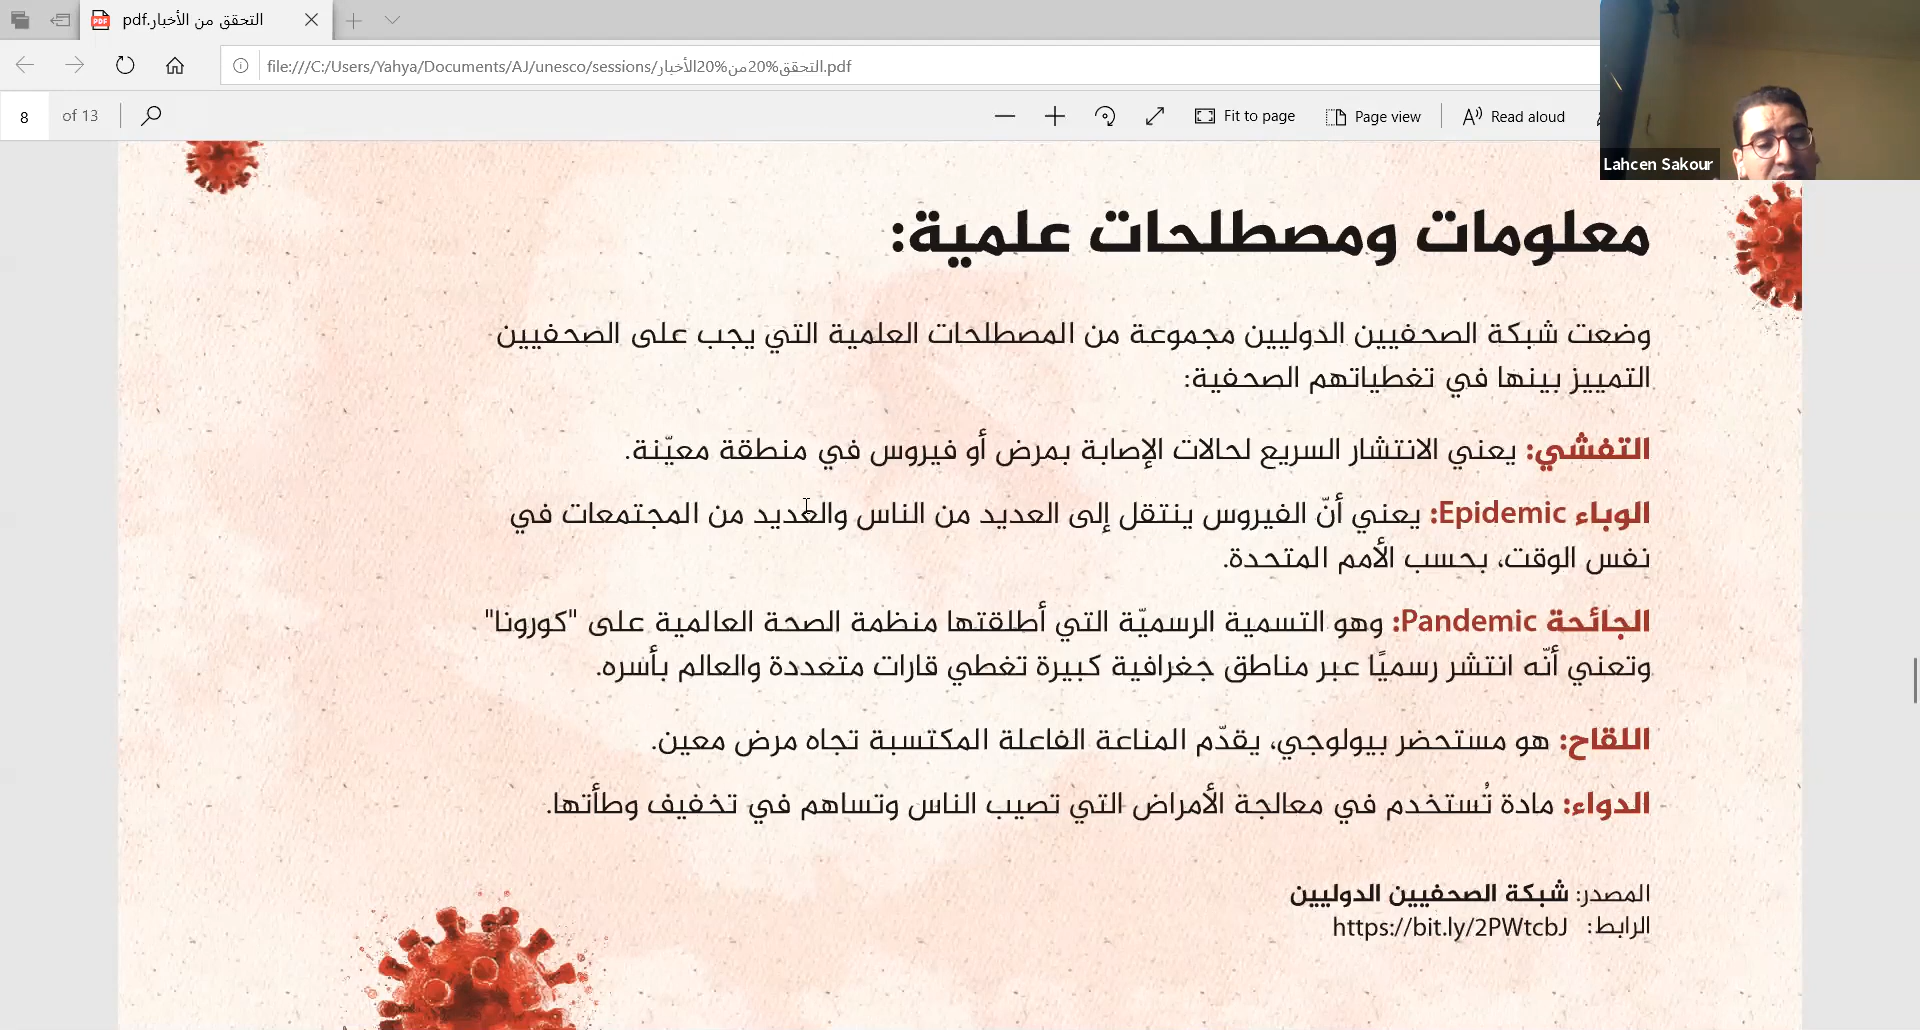 التحقق من الأخبار.pdf
file:///C:/Users/Yahya/Documents/AJ/unesco/sessions/التحقق%20من%20الأخبار.pdf
8 of 13
Fit to page
Page view
Read aloud
Lahcen Sakour
معلومات ومصطلحات علمية:
وضعت شبكة الصحفيين الدوليين مجموعة من المصطلحات العلمية التي يجب على الصحفيين
التمييز بينها في تغطياتهم الصحفية:
التفشي: يعني الانتشار السريع لحالات الإصابة بمرض أو فيروس في منطقة معيّنة.
الوباء Epidemic: يعني أنّ الفيروس ينتقل إلى العديد من الناس والعديد من المجتمعات في
نفس الوقت، بحسب الأمم المتحدة.
الجائحة Pandemic: وهو التسمية الرسميّة التي أطلقتها منظمة الصحة العالمية على "كورونا"
وتعني أنّه انتشر رسميًا عبر مناطق جغرافية كبيرة تغطي قارات متعددة والعالم بأسره.
اللقاح: هو مستحضر بيولوجي، يقدّم المناعة الفاعلة المكتسبة تجاه مرض معين.
الدواء: مادة تُستخدم في معالجة الأمراض التي تصيب الناس وتساهم في تخفيف وطأتها.
المصدر: شبكة الصحفيين الدوليين
الرابط: https://bit.ly/2PWtcbJ